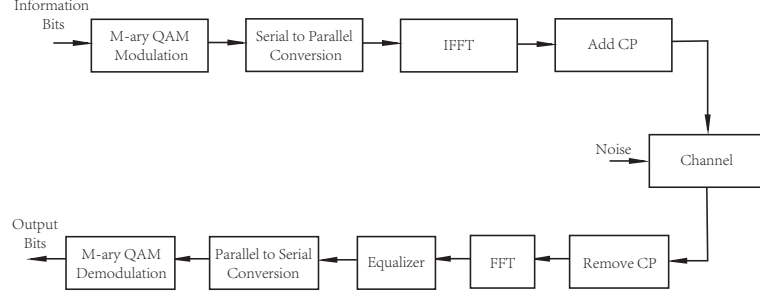 Information
Bits
M-ary QAM
Modulation
Serial to Parallel
Conversion
IFFT
Add CP
Noise
Channel
Output
Bits
M-ary QAM
Demodulation
Parallel to Serial
Conversion
Equalizer
FFT
Remove CP